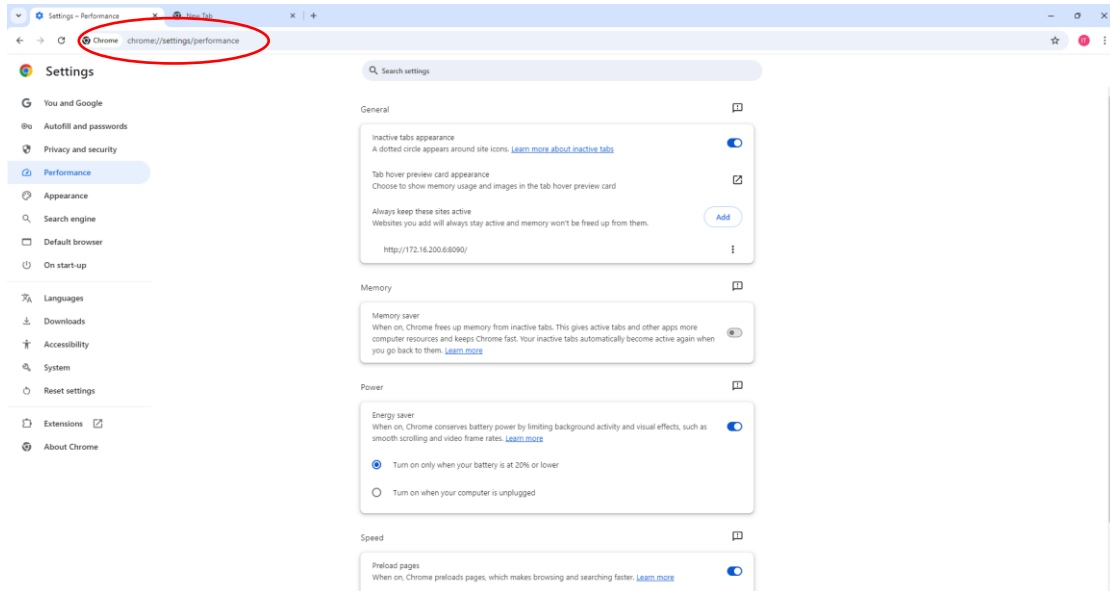 Settings – Performance
New Tab
Chrome
chrome://settings/performance
IT
Settings
Search settings
You and Google
Autofill and passwords
Privacy and security
Performance
Appearance
Search engine
Default browser
On start-up
Languages
Downloads
Accessibility
System
Reset settings
Extensions
About Chrome
General
Inactive tabs appearance
A dotted circle appears around site icons. Learn more about inactive tabs
Tab hover preview card appearance
Choose to show memory usage and images in the tab hover preview card
Always keep these sites active
Websites you add will always stay active and memory won't be freed up from them.
Add
http://172.16.200.6:8090/
Memory
Memory saver
When on, Chrome frees up memory from inactive tabs. This gives active tabs and other apps more
computer resources and keeps Chrome fast. Your inactive tabs automatically become active again when
you go back to them. Learn more
Power
Energy saver
When on, Chrome conserves battery power by limiting background activity and visual effects, such as
smooth scrolling and video frame rates. Learn more
Turn on only when your battery is at 20% or lower
Turn on when your computer is unplugged
Speed
Preload pages
When on, Chrome preloads pages, which makes browsing and searching faster. Learn more